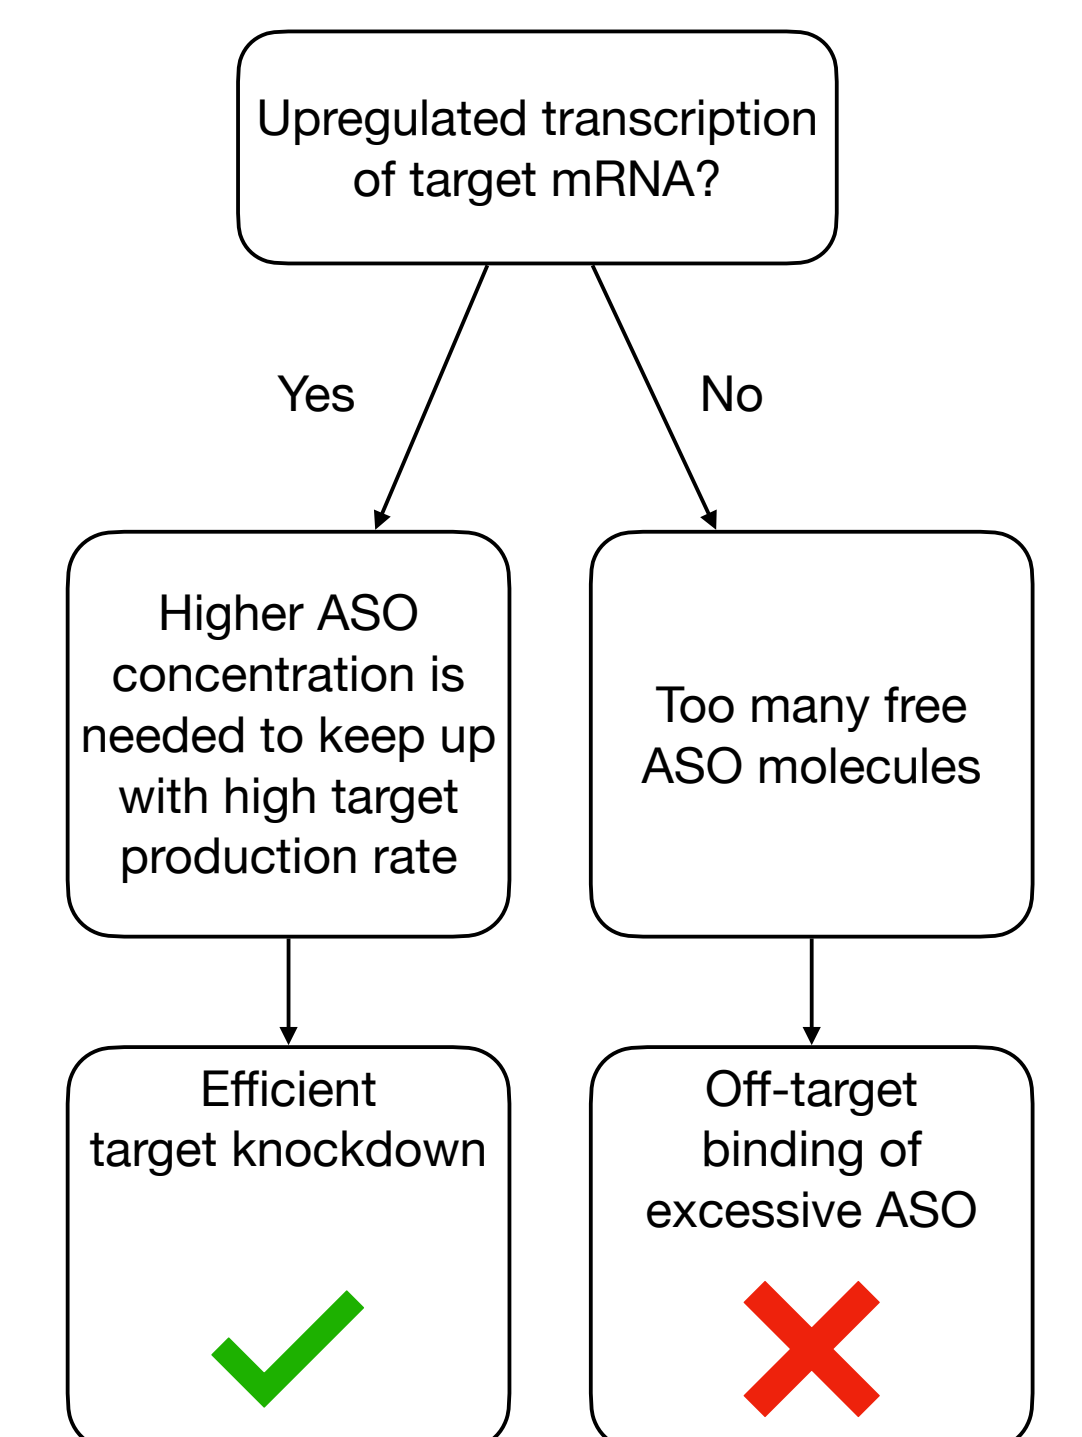 Upregulated transcription
of target mRNA?
Yes
No
Higher ASO
concentration is
needed to keep up
with high target
production rate
Too many free
ASO molecules
Efficient
target knockdown
Off-target
binding of
excessive ASO